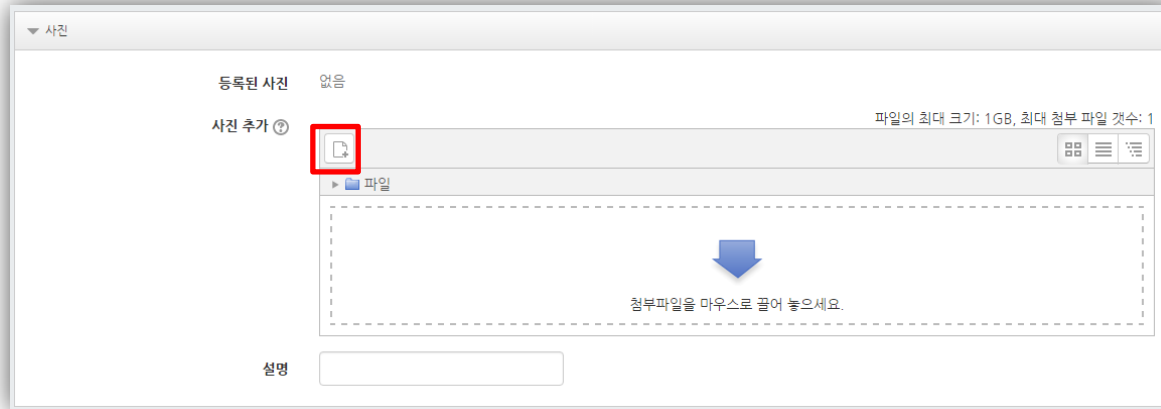 사진
등록된 사진 없음
파일의 최대 크기: 1GB, 최대 첨부 파일 갯수: 1
사진 추가
파일
첨부파일을 마우스로 끌어 놓으세요.
설명